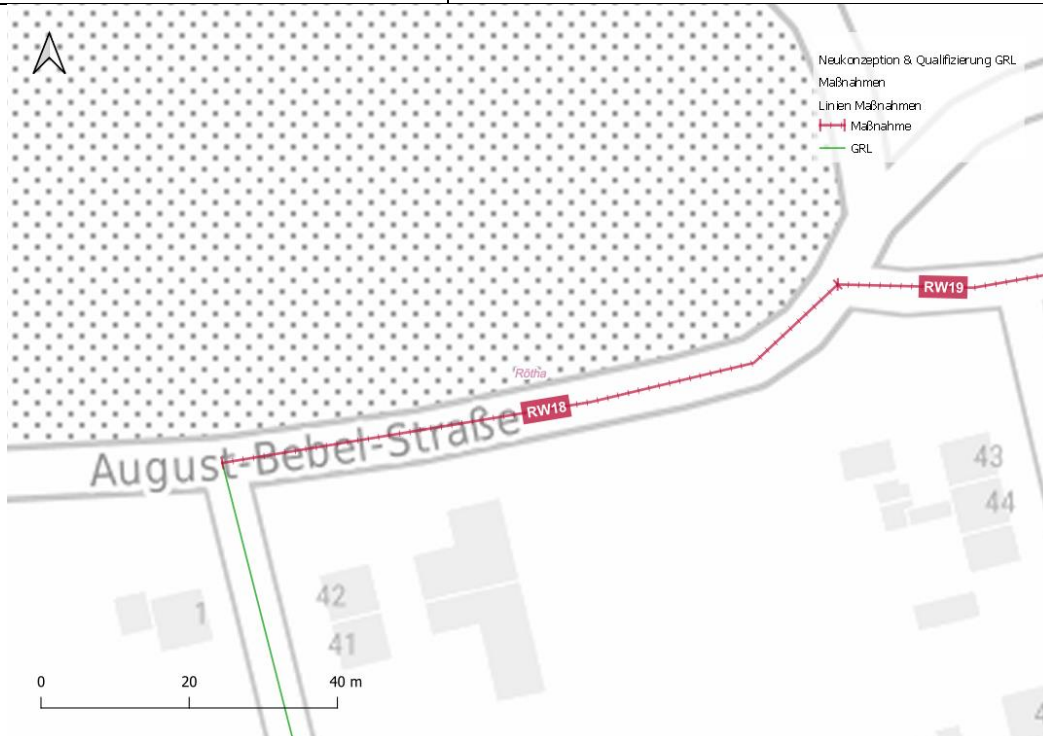 Neukonzeption & Qualifizierung GRL
Maßnahmen
Linien Maßnahmen
Maßnahme
GRL
RW19
Rötha
RW18
August-Bebel-Straße
43
44
42
1
41
0 20 40 m
4